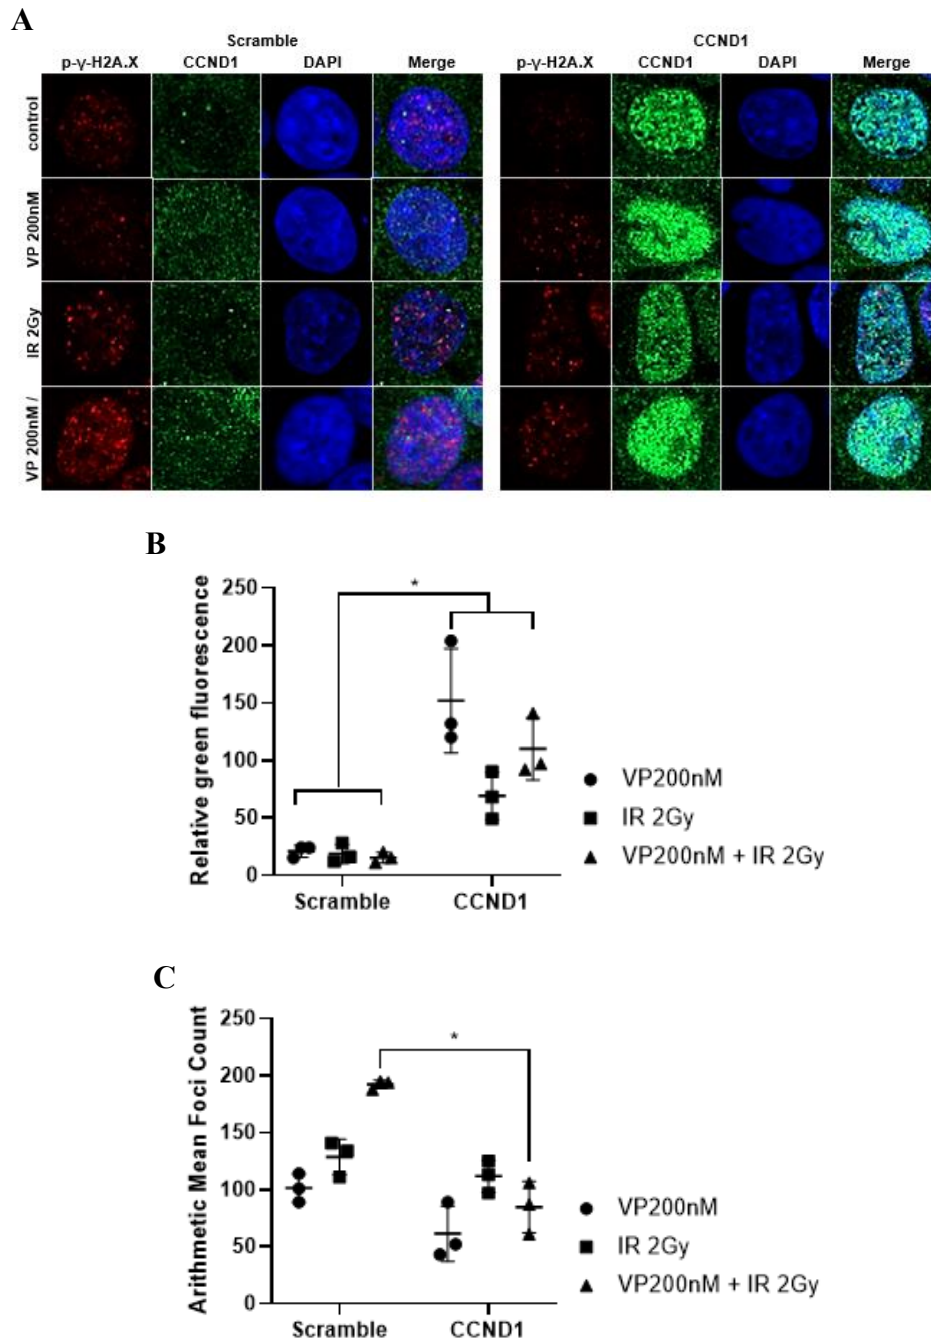 A
Scramble
CCND1
p-γ-H2A.X CCND1 DAPI Merge
p-γ-H2A.X CCND1 DAPI Merge
control
VP 200nM
IR 2Gy
VP 200nM /
B
Relative green fluorescence
250
200
150
100
50
0
*
Scramble
CCND1
VP200nM
IR 2Gy
VP200nM + IR 2Gy
C
Arithmetic Mean Foci Count
250
200
150
100
50
0
*
Scramble
CCND1
VP200nM
IR 2Gy
VP200nM + IR 2Gy